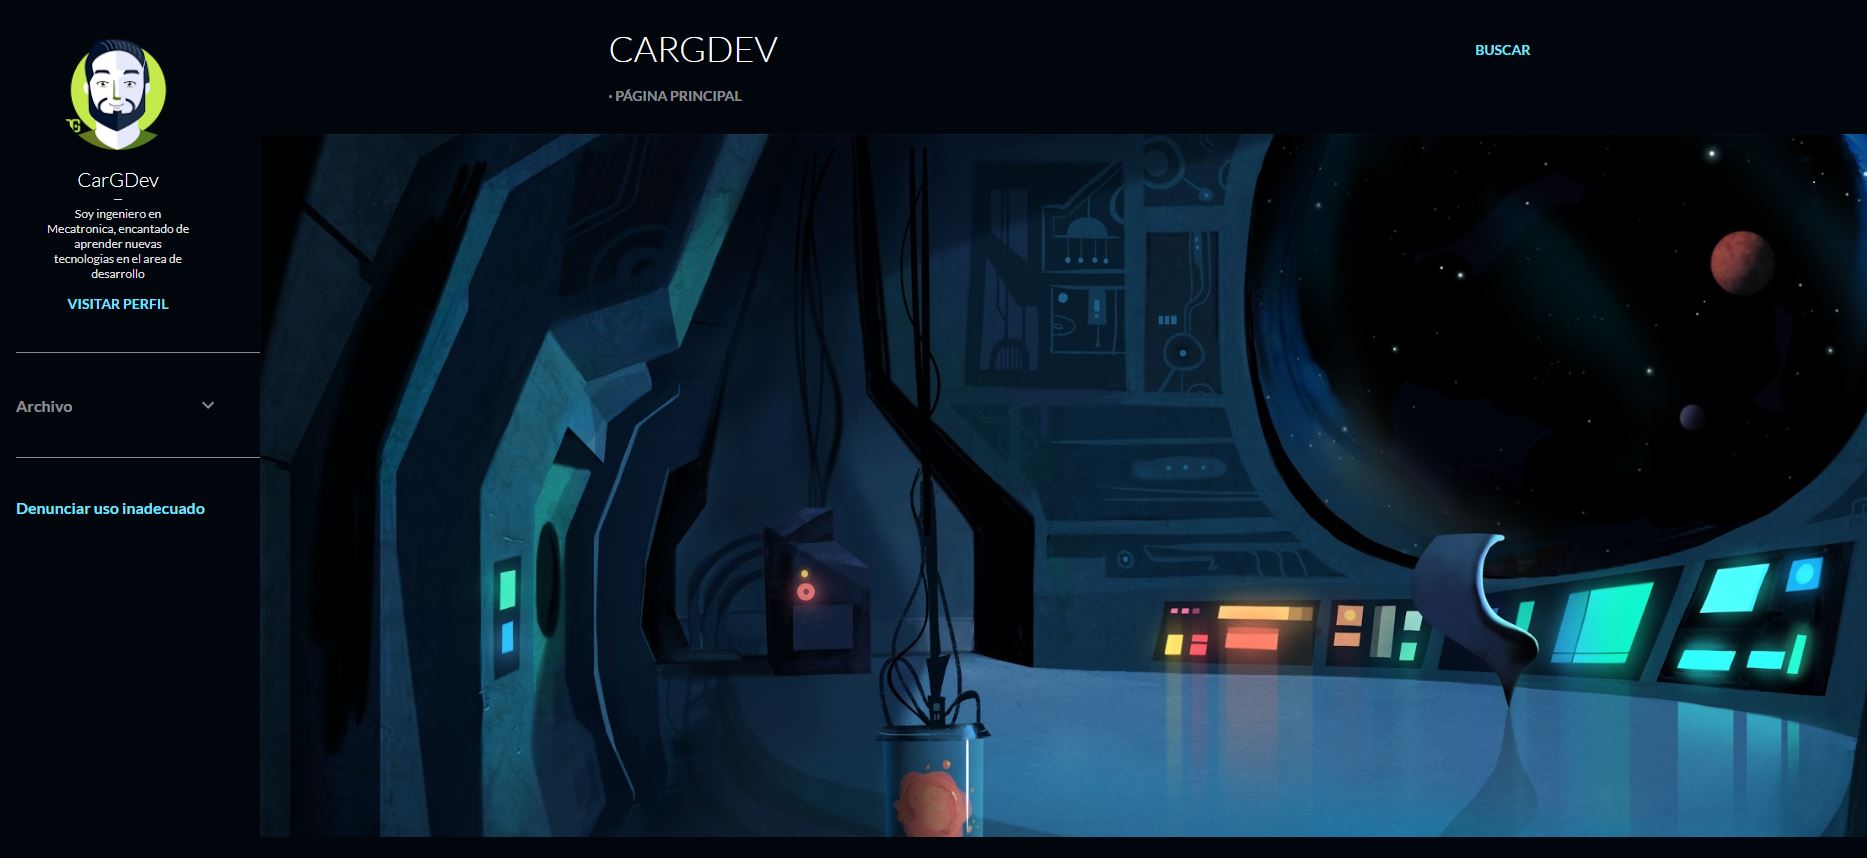 CARGDEV
BUSCAR
· PÁGINA PRINCIPAL
CarGDev
Soy ingeniero en
Mecatronica, encantado de
aprender nuevas
tecnologías en el area de
desarrollo
VISITAR PERFIL
Archivo
Denunciar uso inadecuado